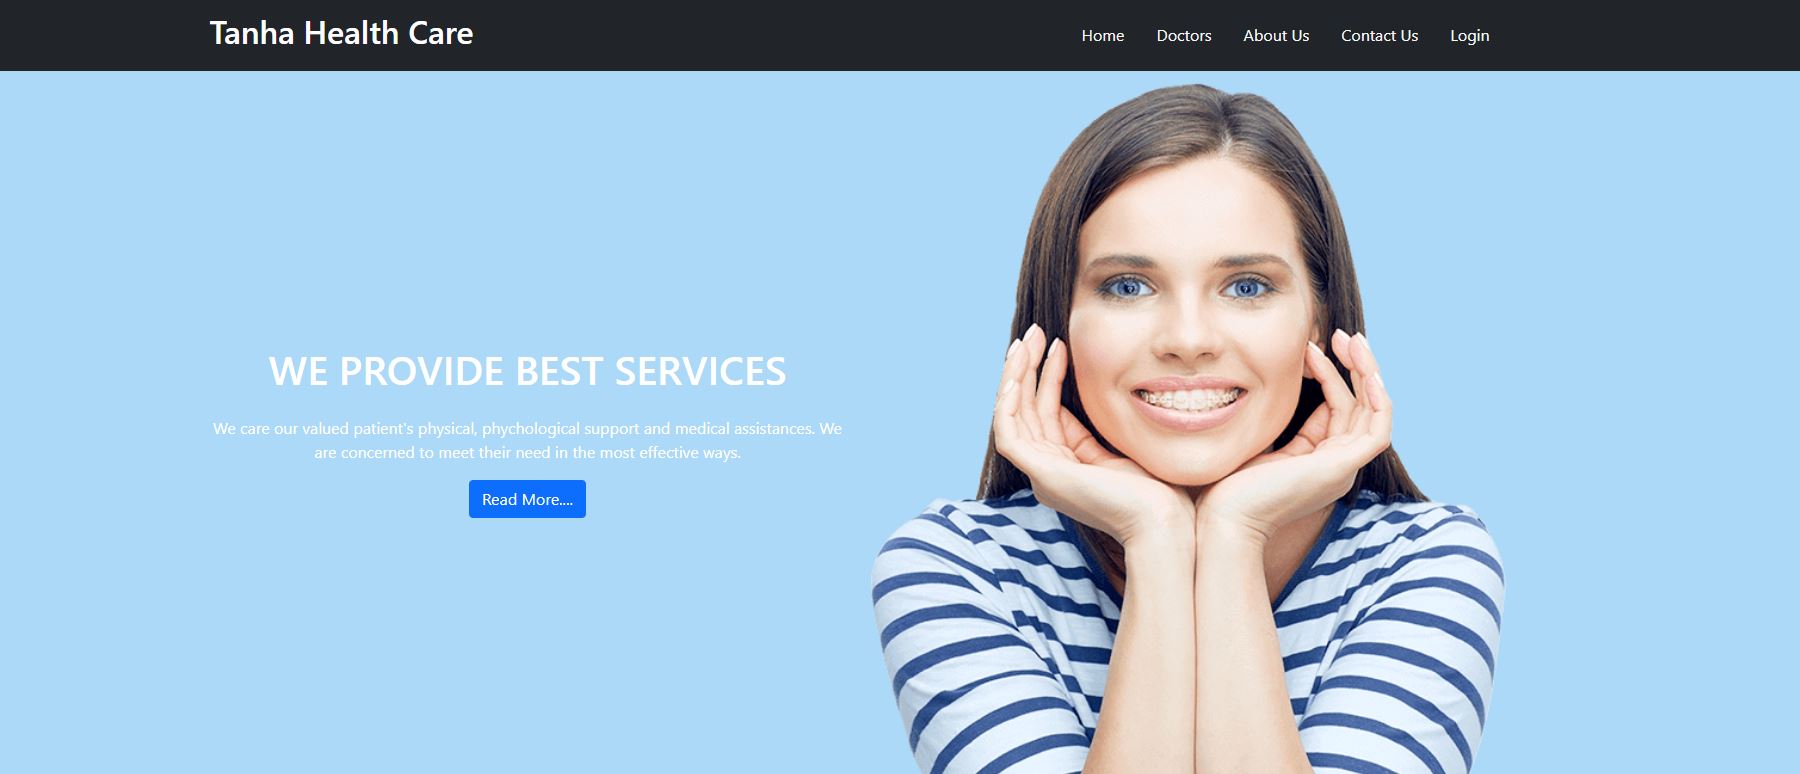 Tanha Health Care
Home Doctors About Us Contact Us Login
WE PROVIDE BEST SERVICES
We care our valued patient's physical, phychological support and medical assistances. We
are concerned to meet their need in the most effective ways.
Read More....